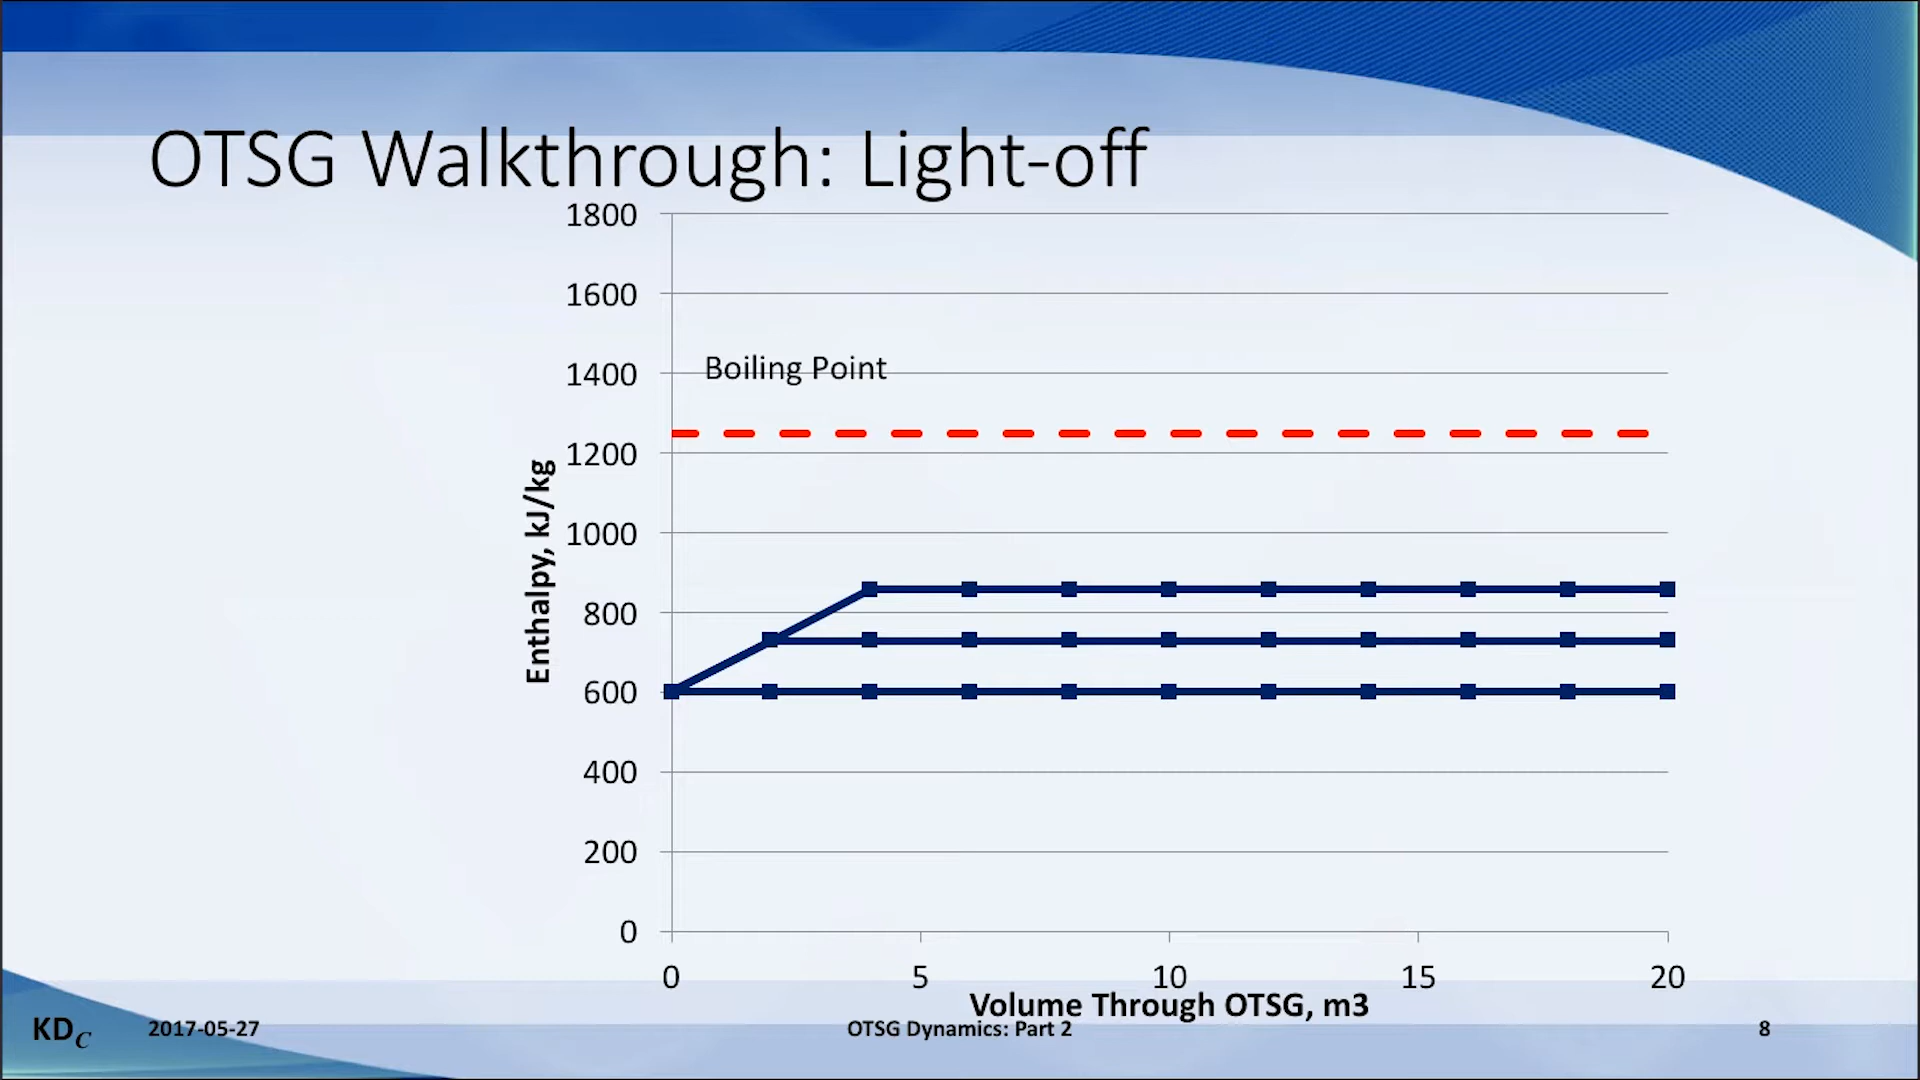 OTSG Walkthrough: Light-off
1800
1600
1400
1200
1000
800
600
400
200
0
Boiling Point
Enthalpy, kJ/kg
0 5 10 15 20
Volume Through OTSG, m3
KDC 2017-05-27 OTSG Dynamics: Part 2 8